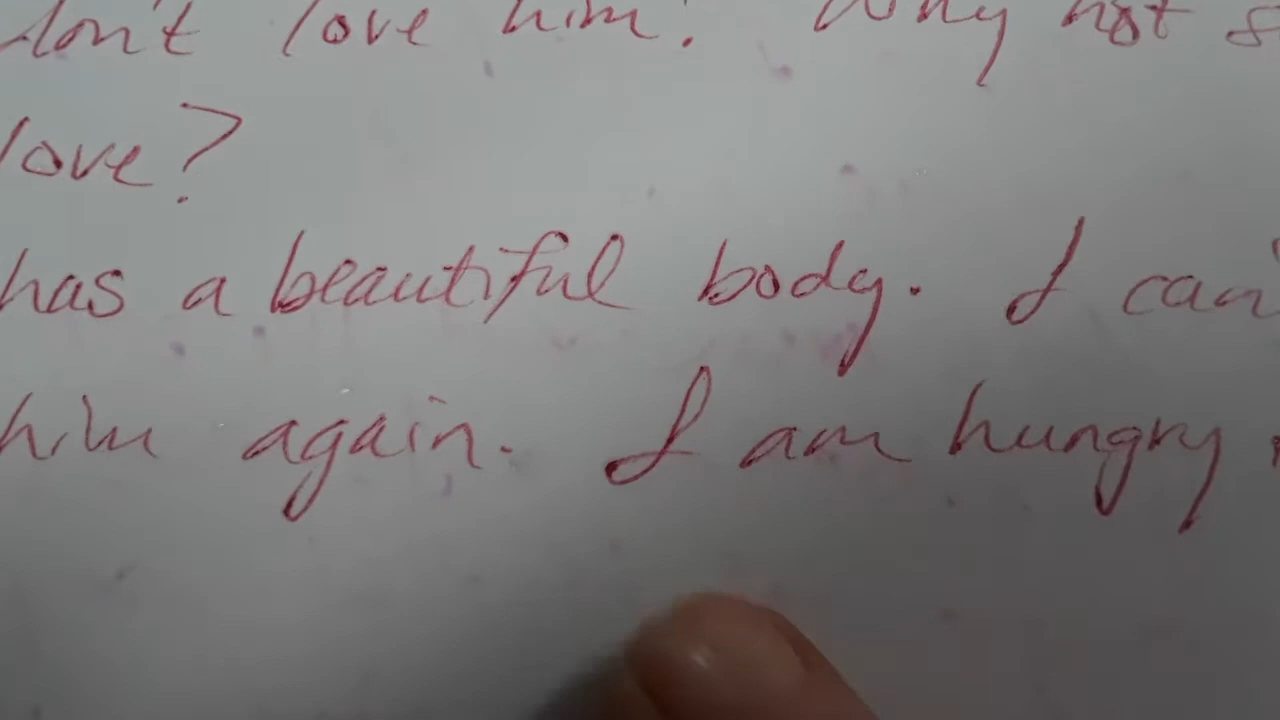 don't love him? Why not
love?
has a beautiful body. I can
him again. I am hungry